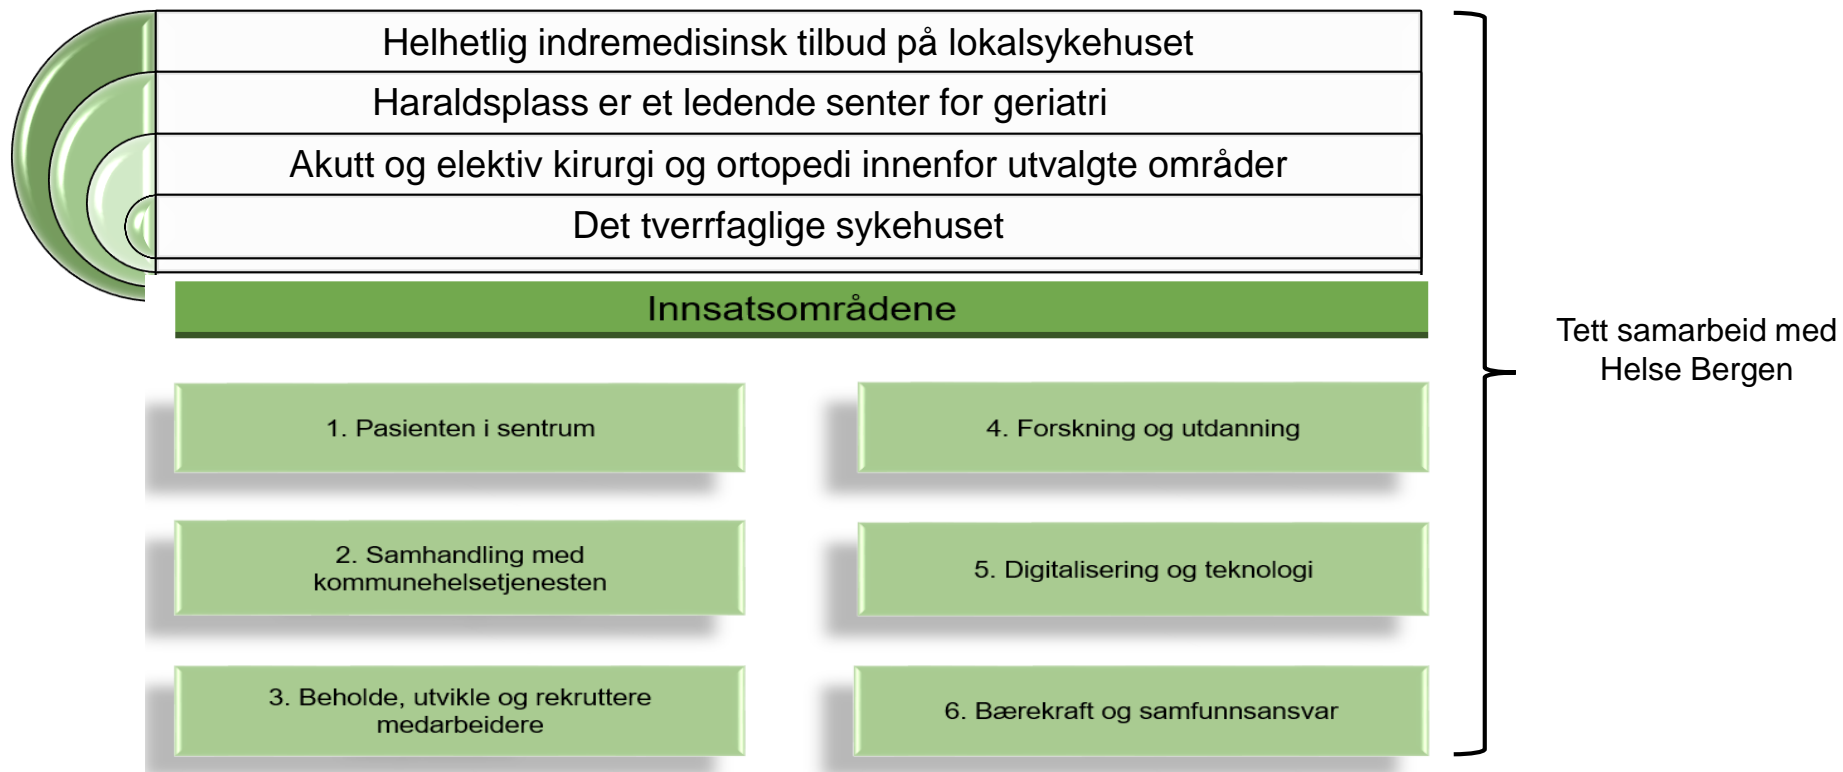 Helhetlig indremedisinsk tilbud på lokalsykehuset
Haraldsplass er et ledende senter for geriatri
Akutt og elektiv kirurgi og ortopedi innenfor utvalgte områder
Det tverrfaglige sykehuset
Innsatsområdene
1. Pasienten i sentrum
2. Samhandling med
kommunehelsetjenesten
3. Beholde, utvikle og rekruttere
medarbeidere
4. Forskning og utdanning
5. Digitalisering og teknologi
6. Bærekraft og samfunnsansvar
Tett samarbeid med
Helse Bergen